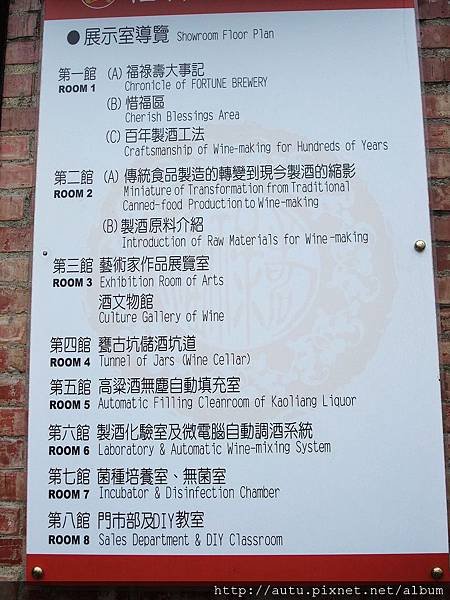 ●展示室導覽 Showroom Floor Plan
第一館 (A) 福祿壽大事記
ROOM 1 Chronicle of FORTUNE BREWERY
(B) 惜福區
Cherish Blessings Area
(C) 百年製酒工法
Craftsmanship of Wine-making for Hundreds of Years
第二館 (A) 傳統食品製造的轉變到現今製酒的縮影
ROOM 2 Miniature of Transformation from Traditional
Canned-food Production to Wine-making
(B) 製酒原料介紹
Introduction of Raw Materials for Wine-making
第三館 藝術家作品展覽室
ROOM 3 Exhibition Room of Arts
酒文物館
Culture Gallery of Wine
第四館 甕古坑儲酒坑道
ROOM 4 Tunnel of Jars (Wine Cellar)
第五館 高粱酒無塵自動填充室
ROOM 5 Automatic Filling Cleanroom of Kaoliang Liquor
第六館 製酒化驗室及微電腦自動調酒系統
ROOM 6 Laboratory & Automatic Wine-mixing System
第七館 菌種培養室、無菌室
ROOM 7 Incubator & Disinfection Chamber
第八館 門市部及DIY教室
ROOM 8 Sales Department & DIY Classroom
http://autu.pixnet.net/album